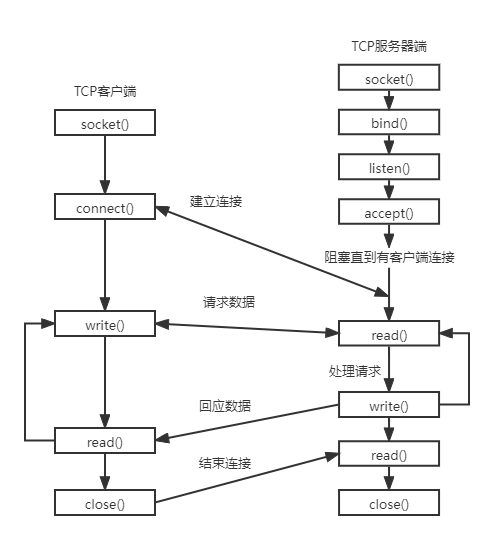 TCP服务器端
socket()
bind()
listen()
accept()
阻塞直到有客户端连接
read()
处理请求
write()
read()
close()
TCP客户端
socket()
connect()
write()
read()
close()
建立连接
请求数据
回应数据
结束连接